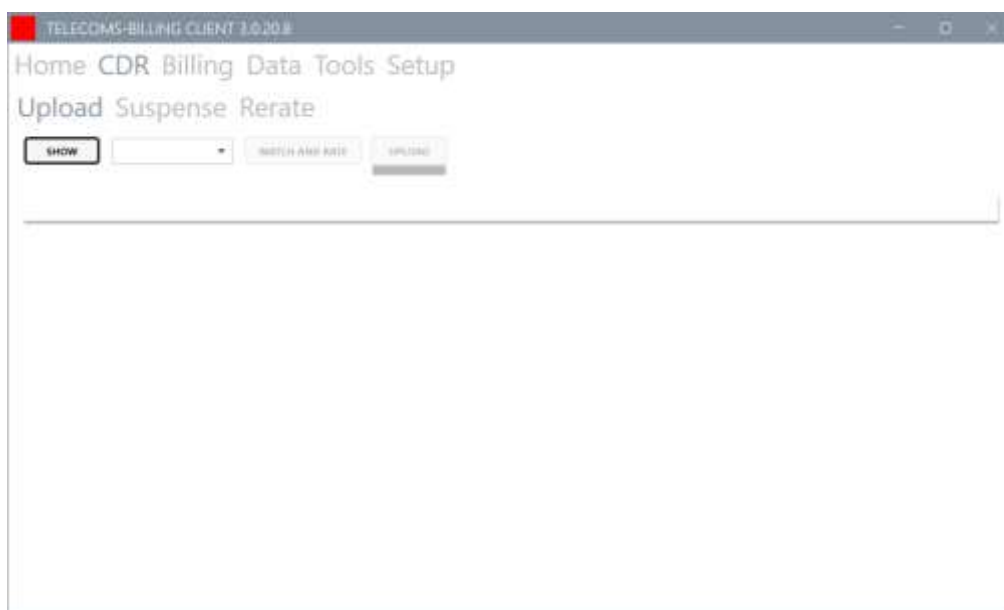 TELECOMS-BILLING CLIENT 3.0.20.8
Home CDR Billing Data Tools Setup
Upload Suspense Rerate
SHOW MATCH AND RATE UPLOAD